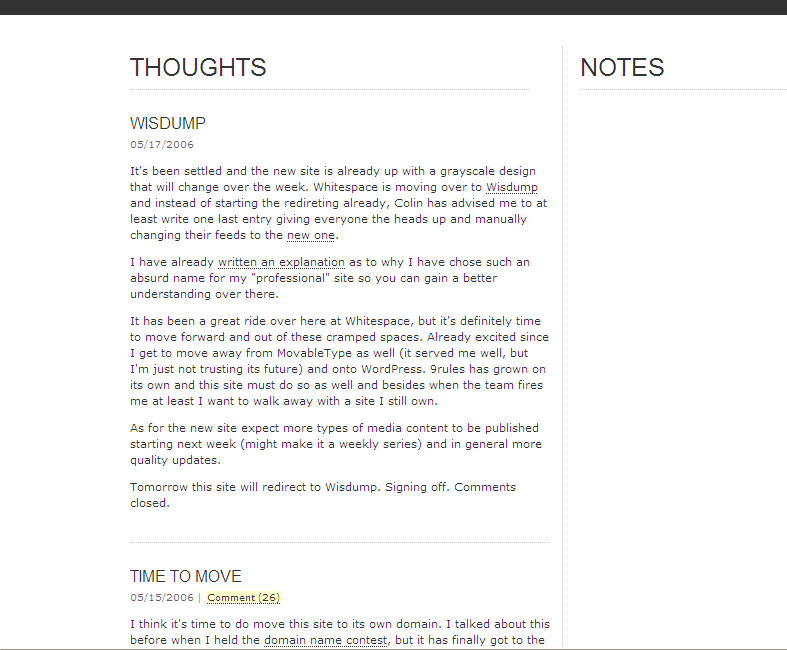 THOUGHTS
WISDUMP
05/17/2006
It's been settled and the new site is already up with a grayscale design
that will change over the week. Whitespace is moving over to Wisdump
and instead of starting the redireting already, Colin has advised me to at
least write one last entry giving everyone the heads up and manually
changing their feeds to the new one.
I have already written an explanation as to why I have chose such an
absurd name for my "professional" site so you can gain a better
understanding over there.
It has been a great ride over here at Whitespace, but it's definitely time
to move forward and out of these cramped spaces. Already excited since
I get to move away from MovableType as well (it served me well, but
I'm just not trusting its future) and onto WordPress. 9rules has grown on
its own and this site must do so as well and besides when the team fires
me at least I want to walk away with a site I still own.
As for the new site expect more types of media content to be published
starting next week (might make it a weekly series) and in general more
quality updates.
Tomorrow this site will redirect to Wisdump. Signing off. Comments
closed.
TIME TO MOVE
05/15/2006 | Comment (26)
I think it's time to do move this site to its own domain. I talked about this
before when I held the domain name contest, but it has finally got to the
NOTES